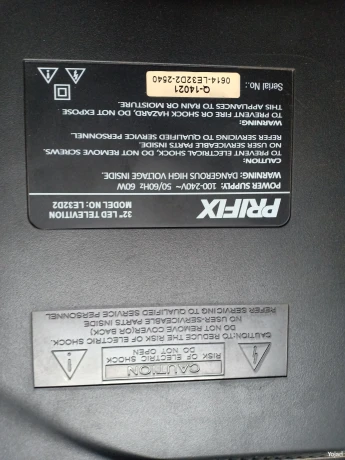 PRIFIX
32" LED TELEVITION
MODEL NO: LE32D2
POWER SUPPLY: 100-240V~ 50/60Hz 60W
WARNING: DANGEROUS HIGH VOLTAGE INSIDE.
CAUTION:
TO PREVENT ELECTRICAL SHOCK, DO NOT REMOVE SCREWS.
NO USER SERVICEABLE PARTS INSIDE.
REFER SERVICING TO QUALIFIED SERVICE PERSONNEL.
WARNING:
TO PREVENT FIRE OR SHOCK HAZARD, DO NOT EXPOSE
THIS APPLIANCES TO RAIN OR MOISTURE.
Q-14021
Serial No.: 0614-LE32D2-2540
CAUTION
RISK OF ELECTRIC SHOCK
DO NOT OPEN
CAUTION:TO REDUCE THE RISK OF ELECTRIC SHOCK.
DO NOT REMOVE COVER(OR BACK)
NO USER-SERVICEABLE PARTS INSIDE
REFER SERVICING TO QUALIFIED SERVICE PERSONNEL